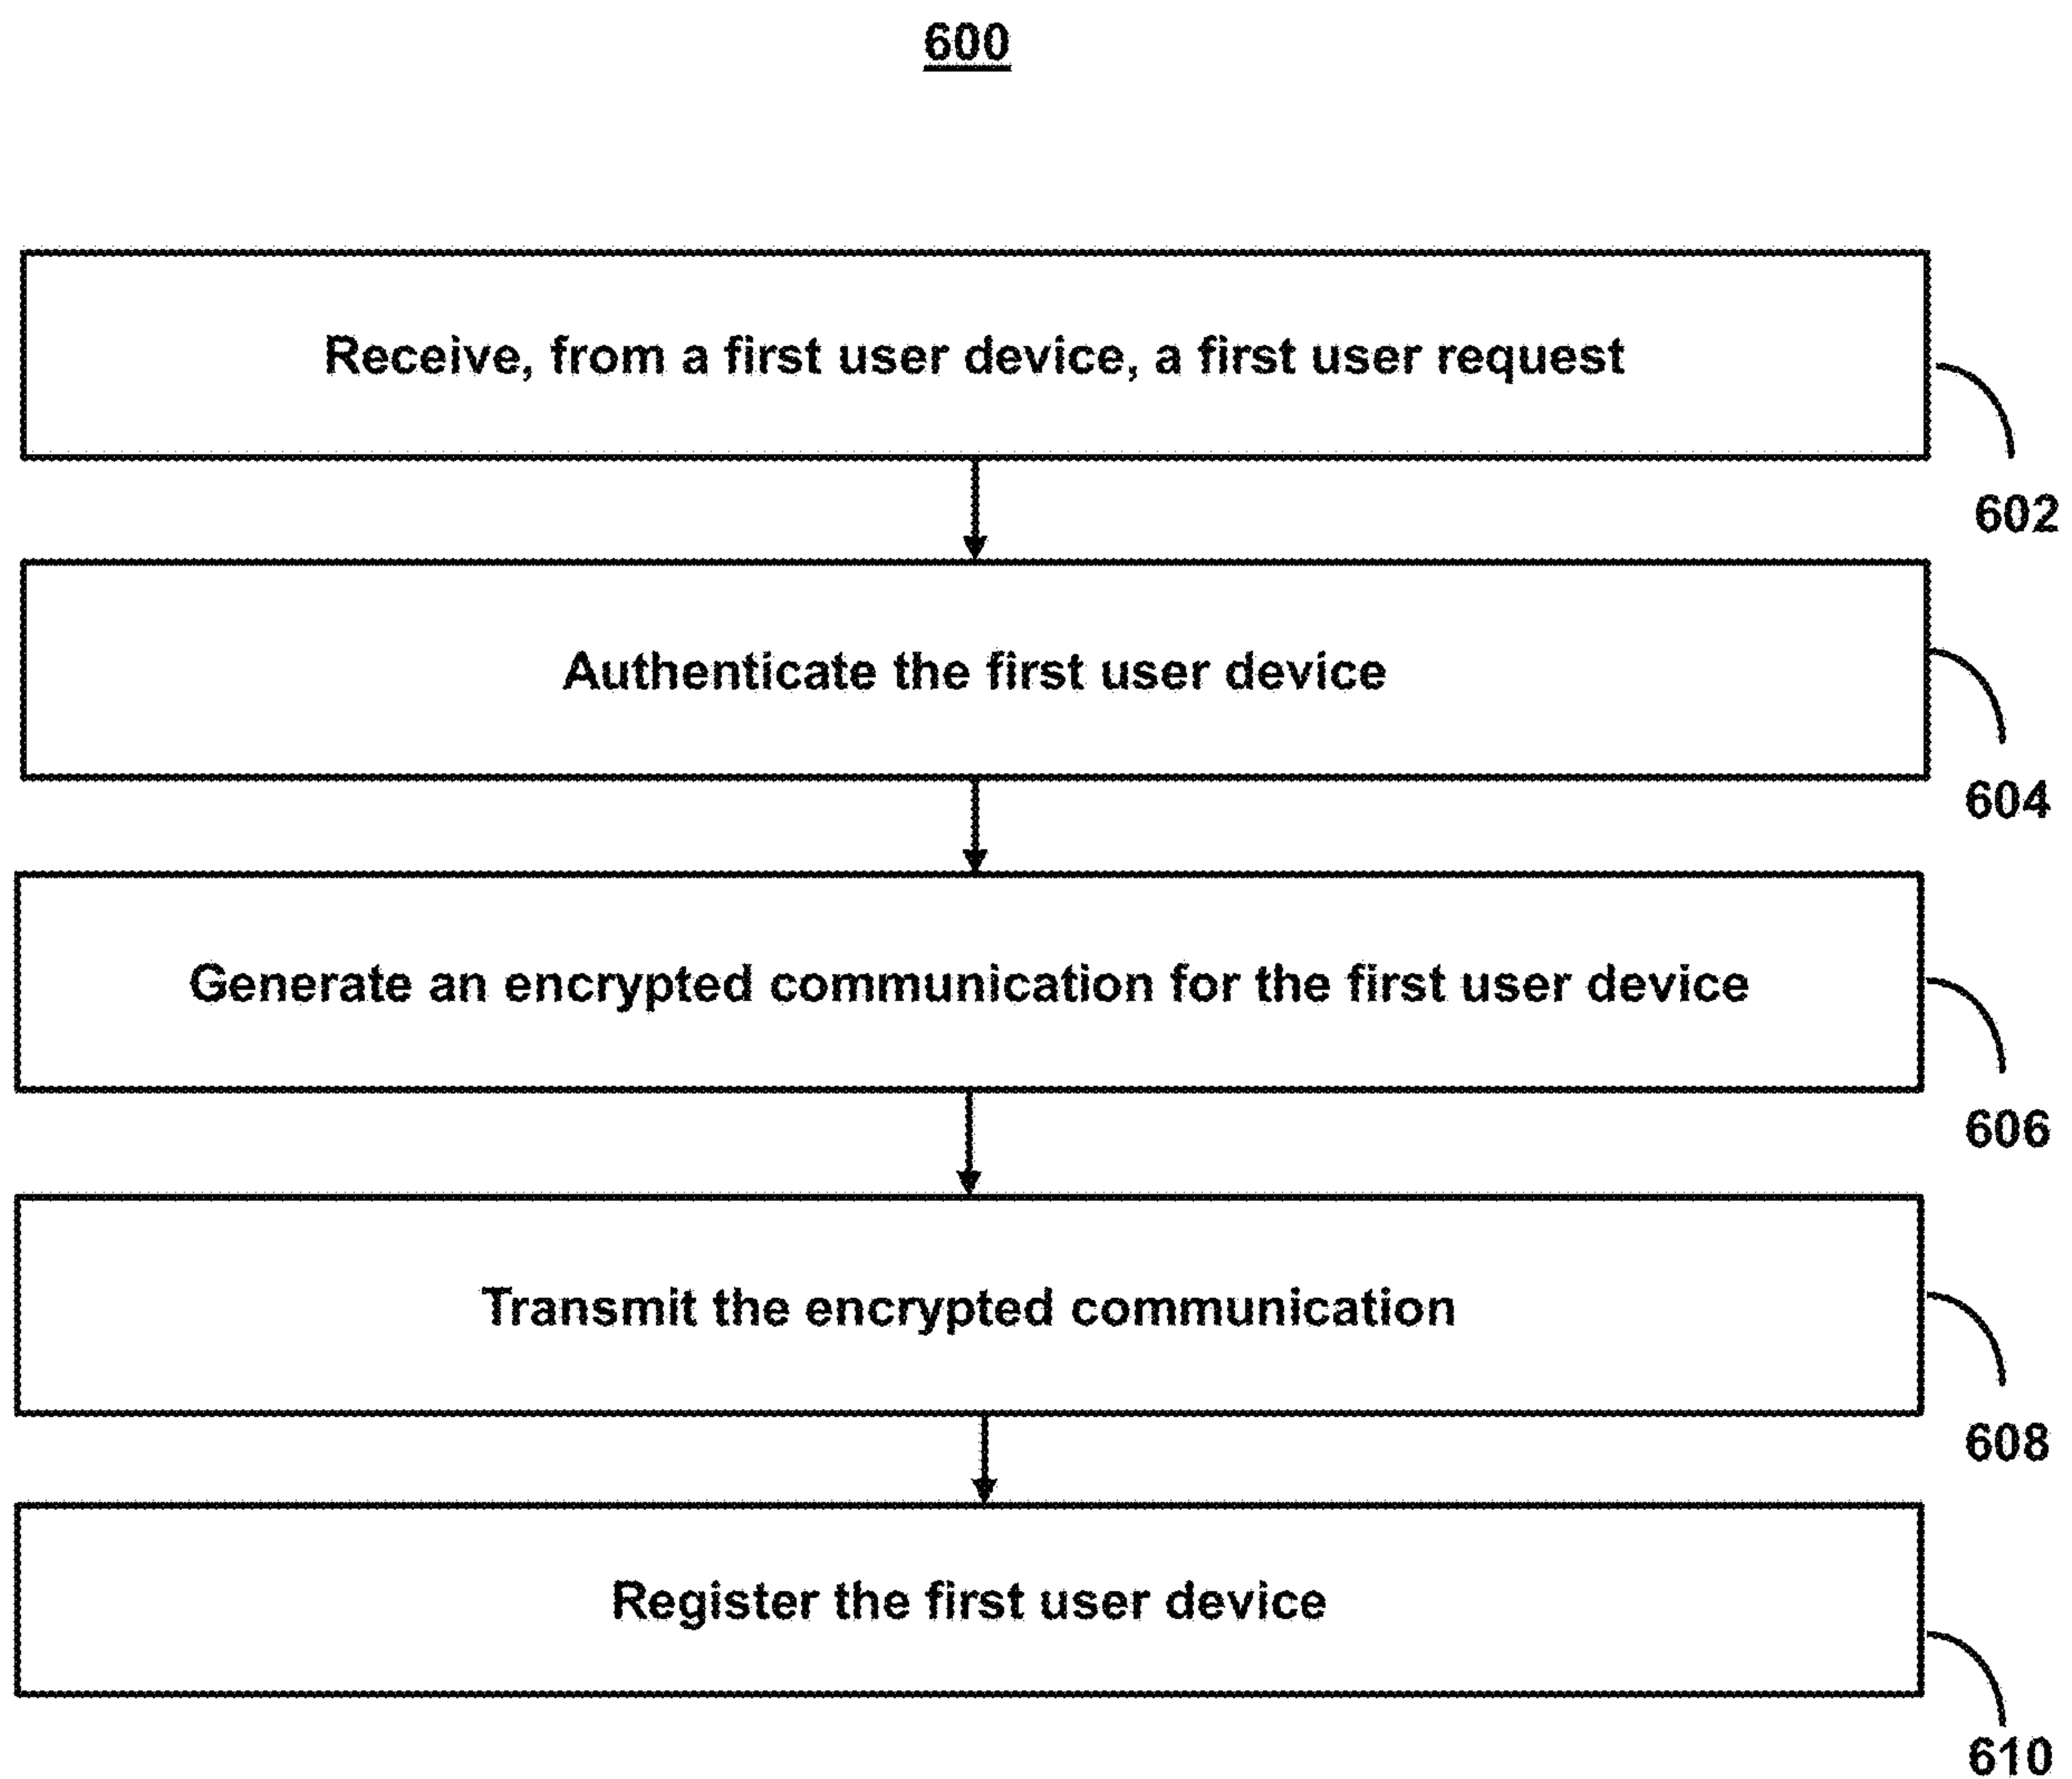 600
Receive, from a first user device, a first user request
602
Authenticate the first user device
604
Generate an encrypted communication for the first user device
606
Transmit the encrypted communication
608
Register the first user device
610